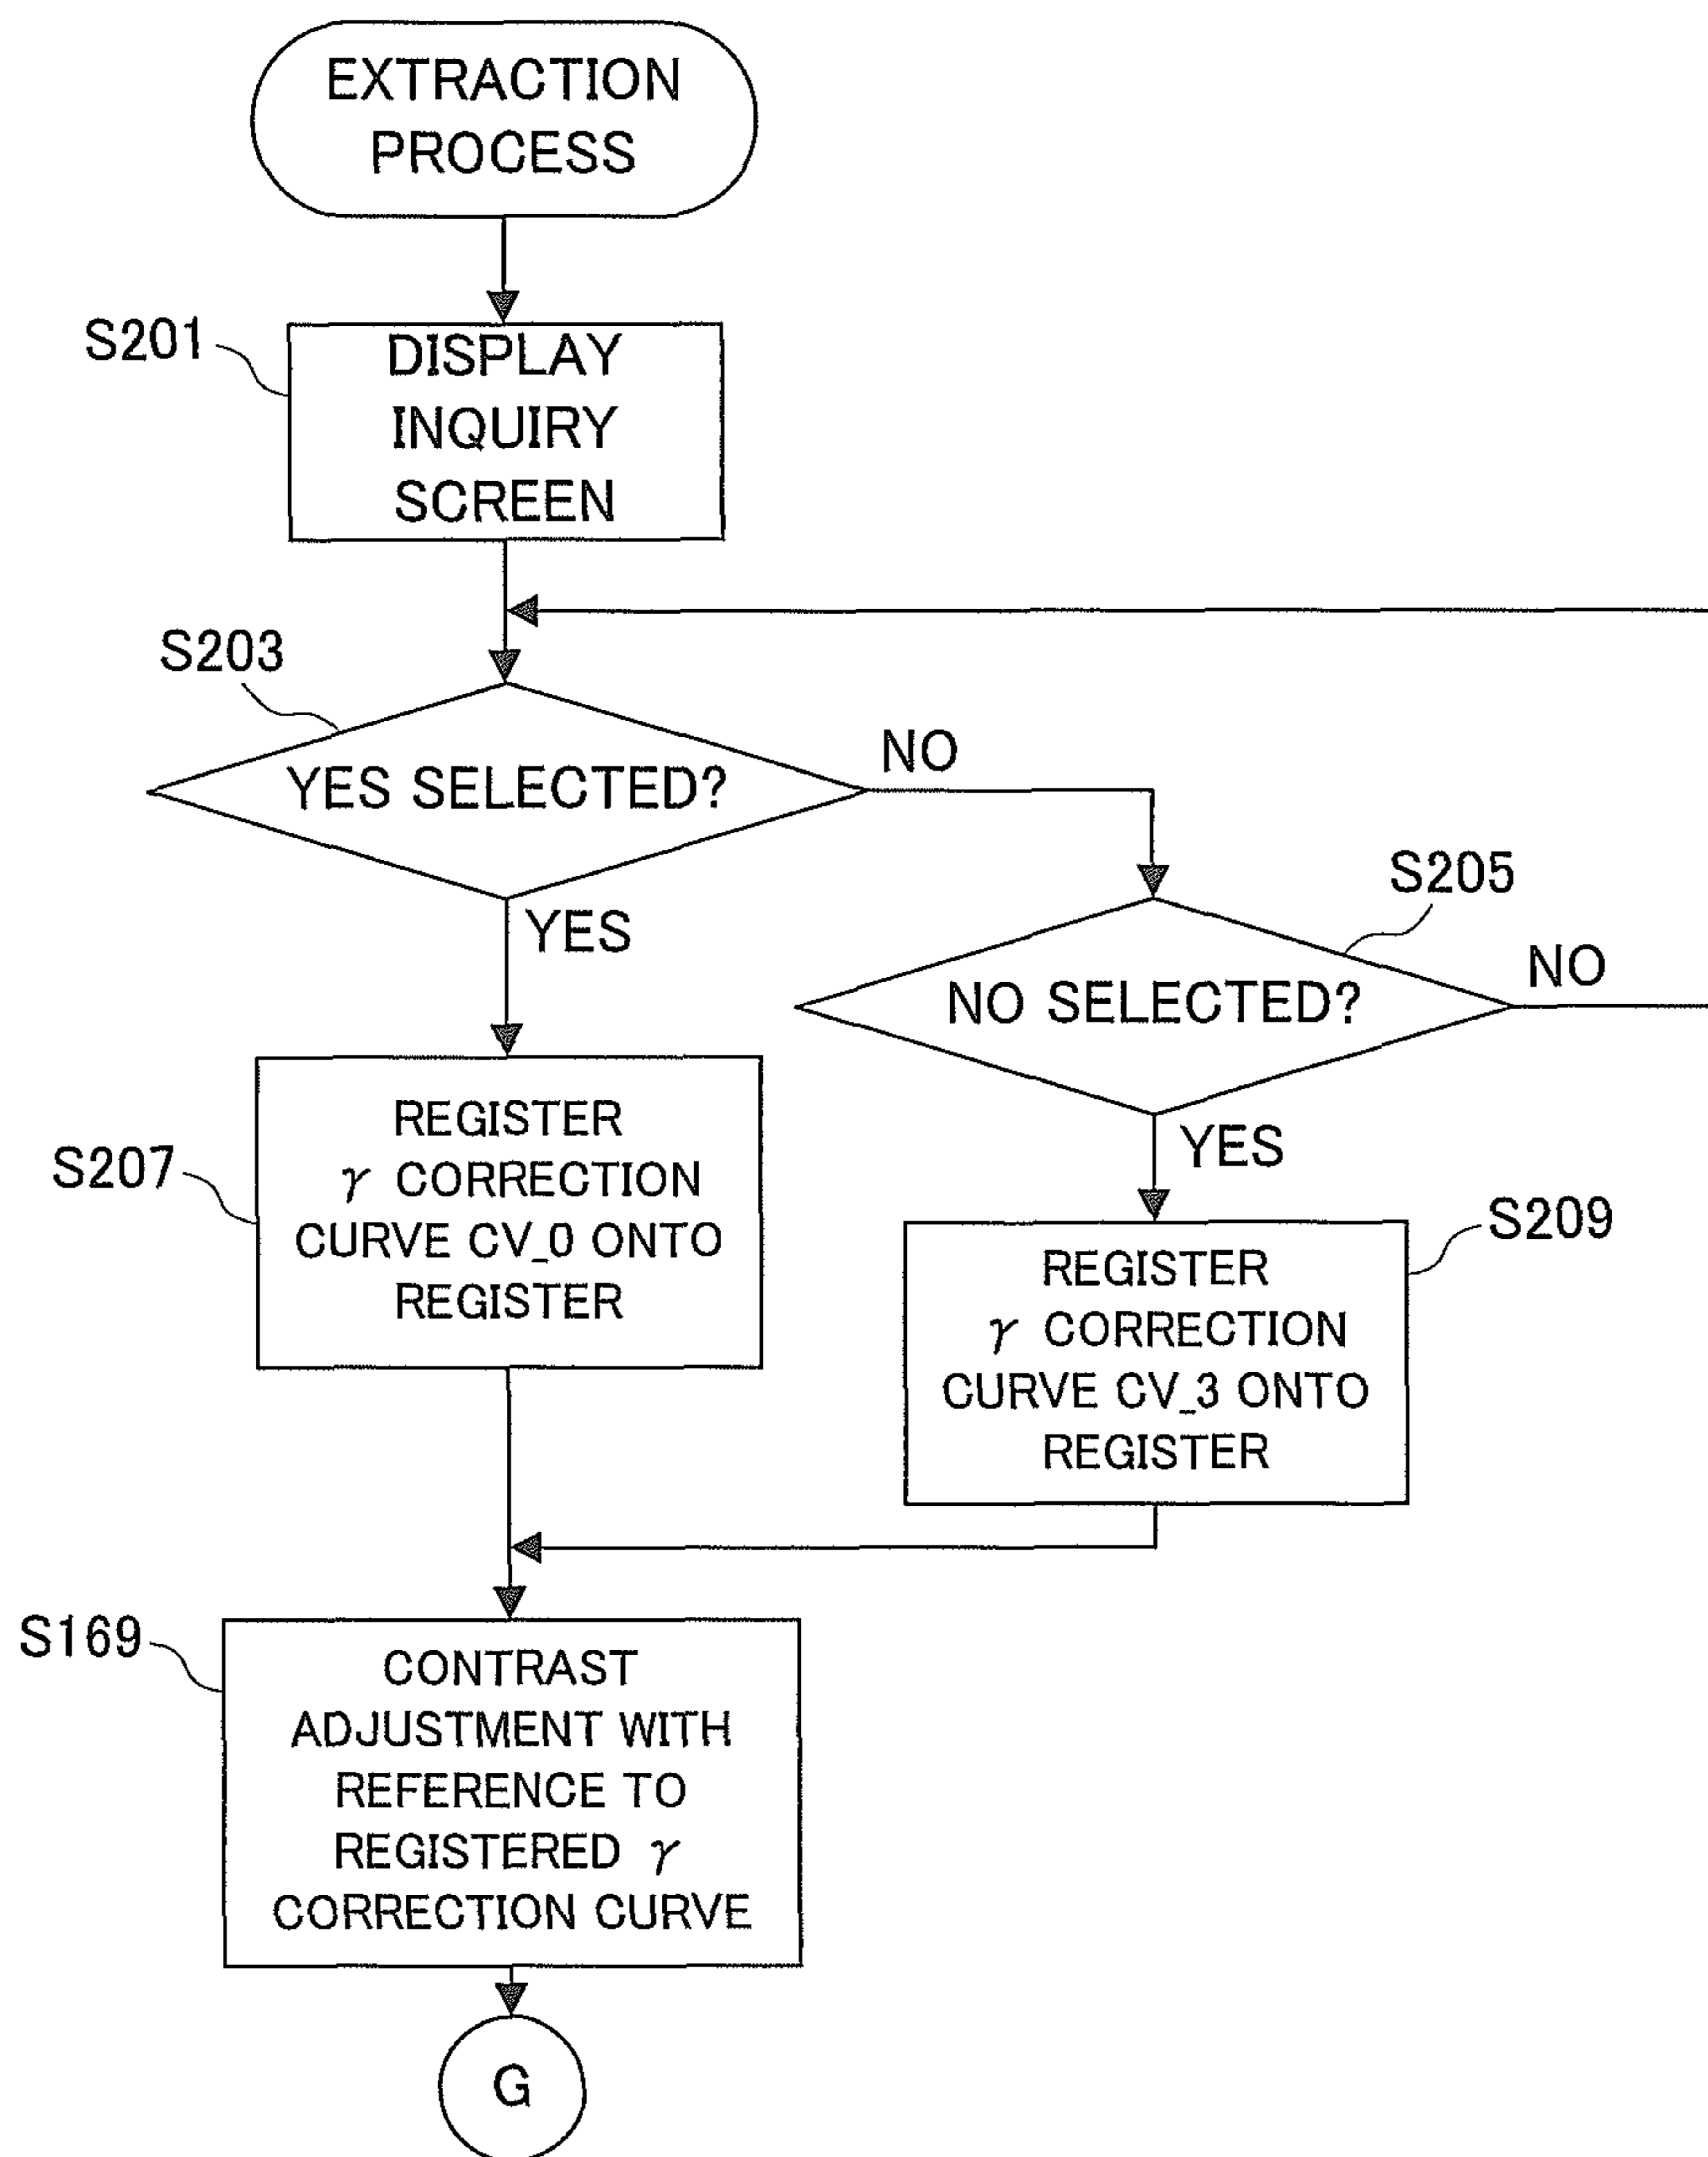 EXTRACTION
PROCESS
S201
DISPLAY
INQUIRY
SCREEN
S203
YES SELECTED?
NO
YES
S205
NO SELECTED?
NO
YES
S207
REGISTER
γ CORRECTION
CURVE CV_0 ONTO
REGISTER
S209
REGISTER
γ CORRECTION
CURVE CV_3 ONTO
REGISTER
S169
CONTRAST
ADJUSTMENT WITH
REFERENCE TO
REGISTERED γ
CORRECTION CURVE
G